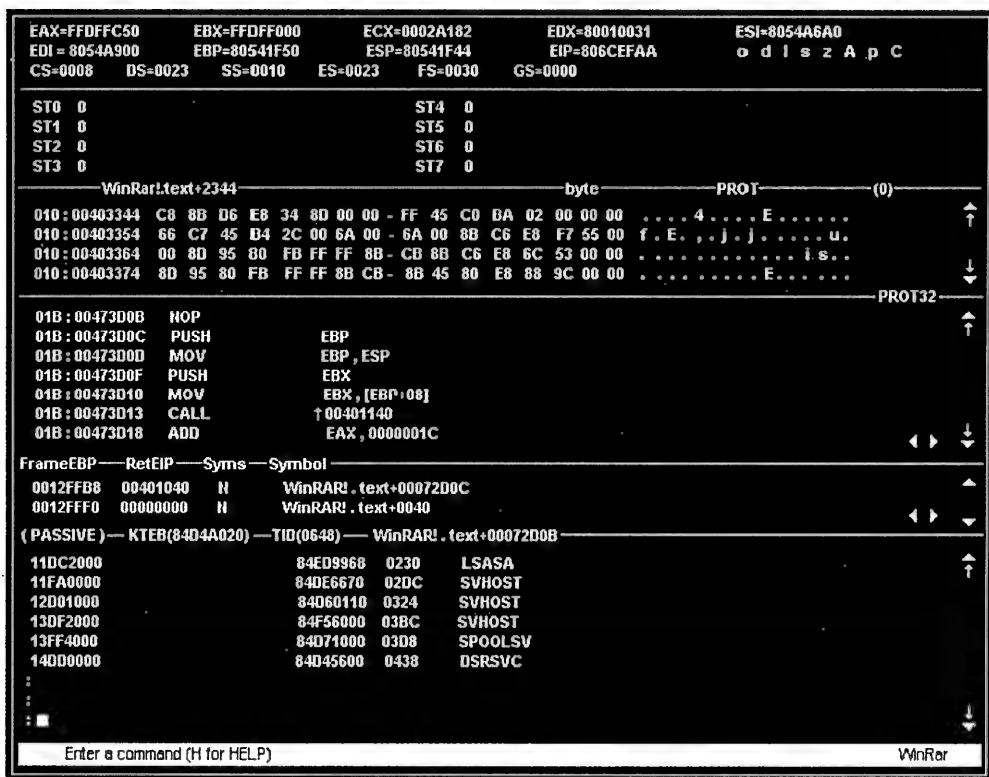 EAX=FFDFFC50 EBX=FFDFF000 ECX=0002A182 EDX=80010031 ESI=8054A6A0
EDI = 8054A900 EBP=80541F50 ESP=80541F44 EIP=806CEFAA o d I s z A p C
CS=0008 DS=0023 SS=0010 ES=0023 FS=0030 GS=0000
ST0 0 ST4 0
ST1 0 ST5 0
ST2 0 ST6 0
ST3 0 ST7 0
WinRar!.text+2344 byte PROT (0)
010:00403344 C8 8B D6 E8 34 8D 00 00 - FF 45 C0 BA 02 00 00 00 . . . . 4 . . . . E . . . . . .
010:00403354 66 C7 45 B4 2C 00 6A 00 - 6A 00 8B C6 E8 F7 55 00 f . E . , . j . j . . . . . u .
010:00403364 00 8D 95 80 FB FF FF 8B - CB 8B C6 E8 6C 53 00 00 . . . . . . . . . . . . i s . .
010:00403374 8D 95 80 FB FF FF 8B CB - 8B 45 80 E8 88 9C 00 00 . . . . . . . . . E . . . . . .
PROT32
01B:00473D0B NOP
01B:00473D0C PUSH EBP
01B:00473D0D MOV EBP,ESP
01B:00473D0F PUSH EBX
01B:00473D10 MOV EBX,[EBP+08]
01B:00473D13 CALL ↑00401140
01B:00473D18 ADD EAX,0000001C
FrameEBP RetEIP Syms Symbol
0012FFB8 00401040 N WinRAR!.text+00072D0C
0012FFF0 00000000 N WinRAR!.text+0040
(PASSIVE) KTEB(84D4A020) TID(0648) WinRAR!.text+00072D0B
11DC2000 84ED9968 0230 LSASA
11FA0000 84DE6670 02DC SVHOST
12D01000 84D60110 0324 SVHOST
13DF2000 84F56000 03BC SVHOST
13FF4000 84D71000 03D8 SPOOLSV
14DD0000 84D45600 0438 DSRSVC
:
:
:
Enter a command (H for HELP) WinRar